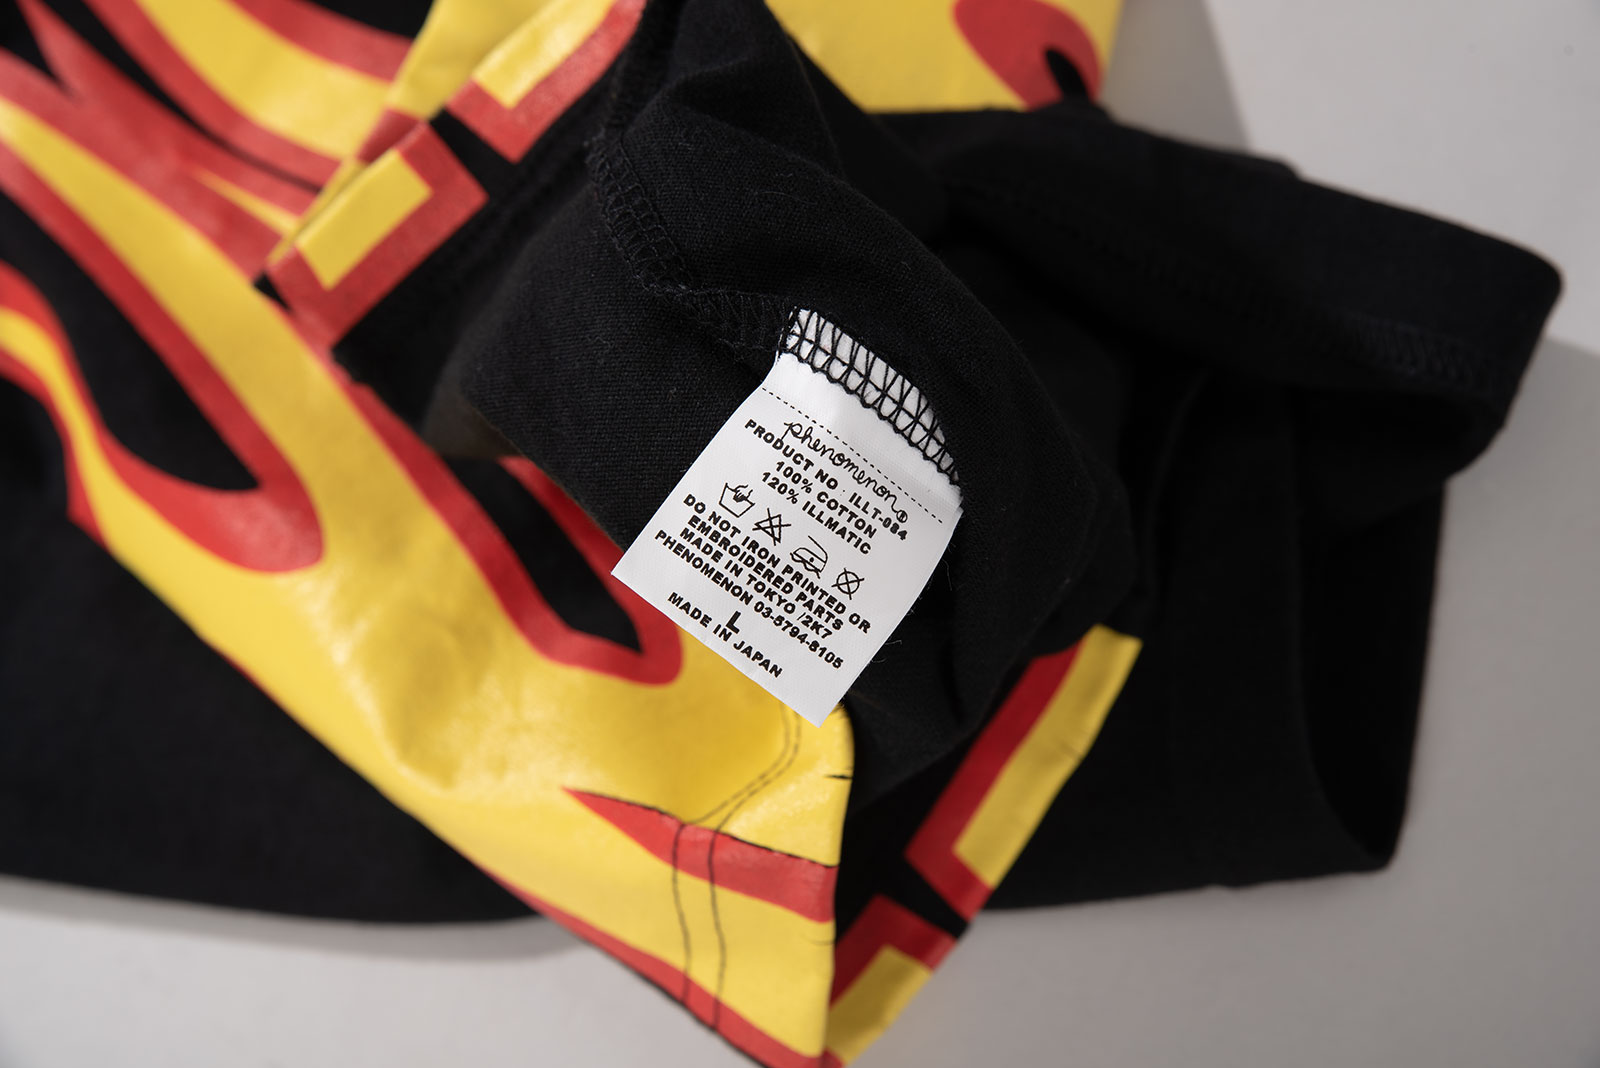 phenomenon®
PRODUCT NO : ILLT-084
100% COTTON
120% ILLMATIC
DO NOT IRON PRINTED OR
EMBROIDERED PARTS
MADE IN TOKYO /2K7
PHENOMENON 03-5794-8105
L
MADE IN JAPAN